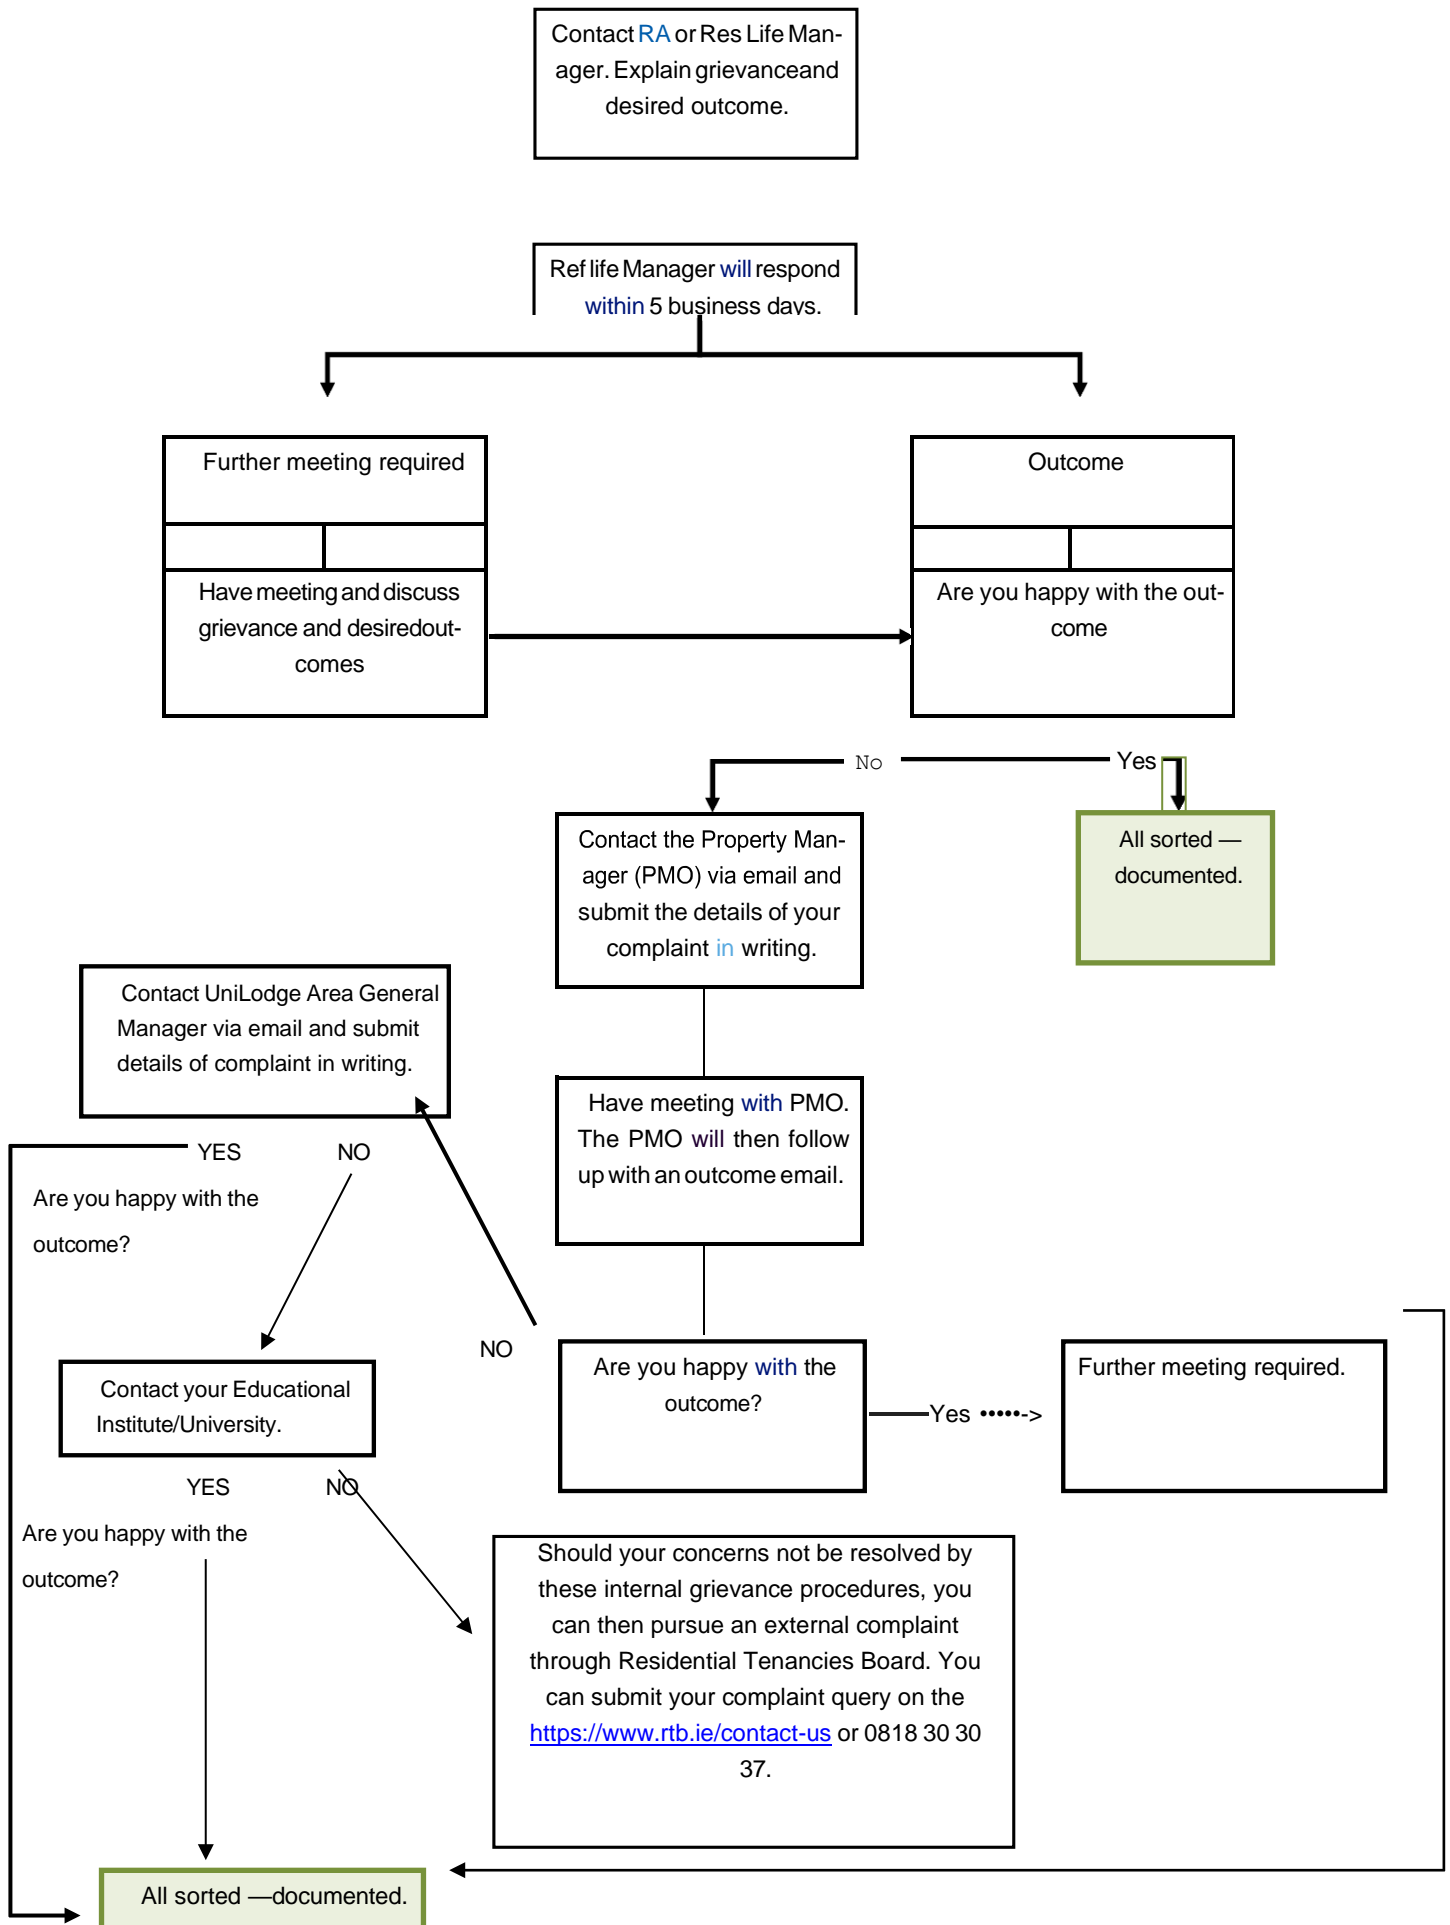 Contact RA or Res Life Man-
ager. Explain grievanceand
desired outcome.
Ref life Manager will respond
within 5 business days.
Further meeting required
Outcome
Have meeting and discuss
grievance and desiredout-
comes
Are you happy with the out-
come
No
Yes
Contact the Property Man-
ager (PMO) via email and
submit the details of your
complaint in writing.
All sorted —
documented.
Contact UniLodge Area General
Manager via email and submit
details of complaint in writing.
Have meeting with PMO.
The PMO will then follow
up with an outcome email.
YES
NO
Are you happy with the
outcome?
NO
Are you happy with the
outcome?
Yes •••••->
Further meeting required.
Contact your Educational
Institute/University.
YES
NO
Are you happy with the
outcome?
Should your concerns not be resolved by
these internal grievance procedures, you
can then pursue an external complaint
through Residential Tenancies Board. You
can submit your complaint query on the
https://www.rtb.ie/contact-us or 0818 30 30
37.
All sorted —documented.